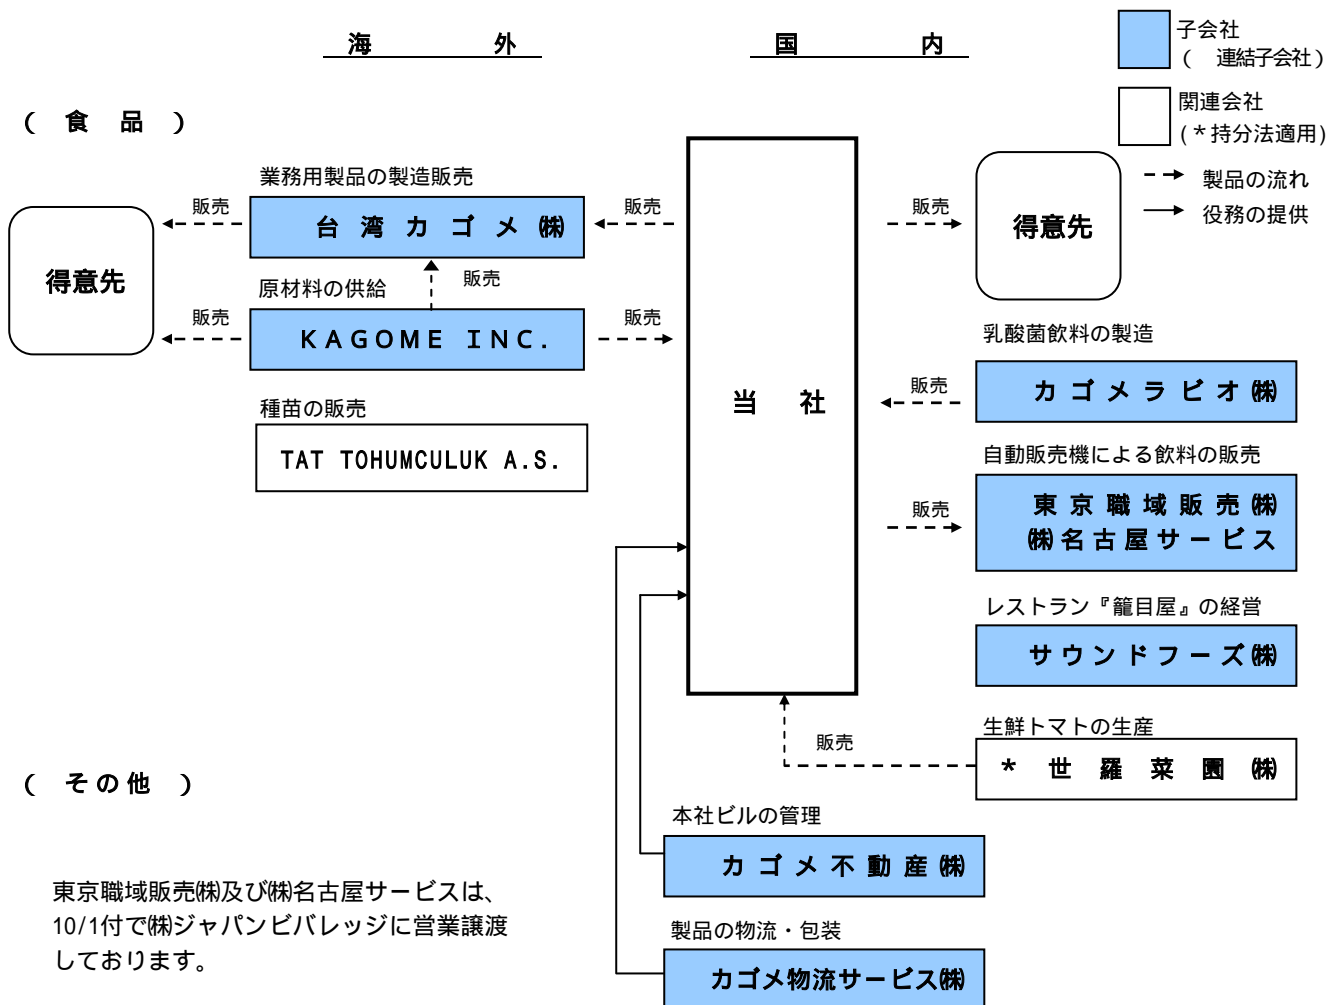 海　外
国　内
子会社
(　連結子会社)
関連会社
(*持分法適用)
製品の流れ
役務の提供
(　食　品　)
業務用製品の製造販売
販売
台湾カゴメ㈱
販売
販売
得意先
得意先
原材料の供給
販売
販売
KAGOME INC.
販売
種苗の販売
TAT TOHUMCULUK A.S.
当　社
乳酸菌飲料の製造
販売
カゴメラビオ㈱
自動販売機による飲料の販売
販売
東京職域販売㈱
㈱名古屋サービス
レストラン『籠目屋』の経営
サウンドフーズ㈱
生鮮トマトの生産
販売
*世羅菜園㈱
(　その他　)
本社ビルの管理
カゴメ不動産㈱
製品の物流・包装
カゴメ物流サービス㈱
東京職域販売㈱及び㈱名古屋サービスは、
10/1付で㈱ジャパンビバレッジに営業譲渡
しております。